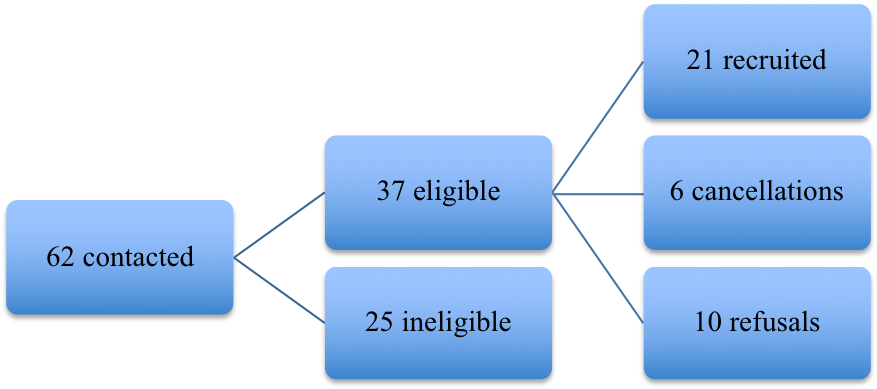 62 contacted
37 eligible
25 ineligible
21 recruited
6 cancellations
10 refusals